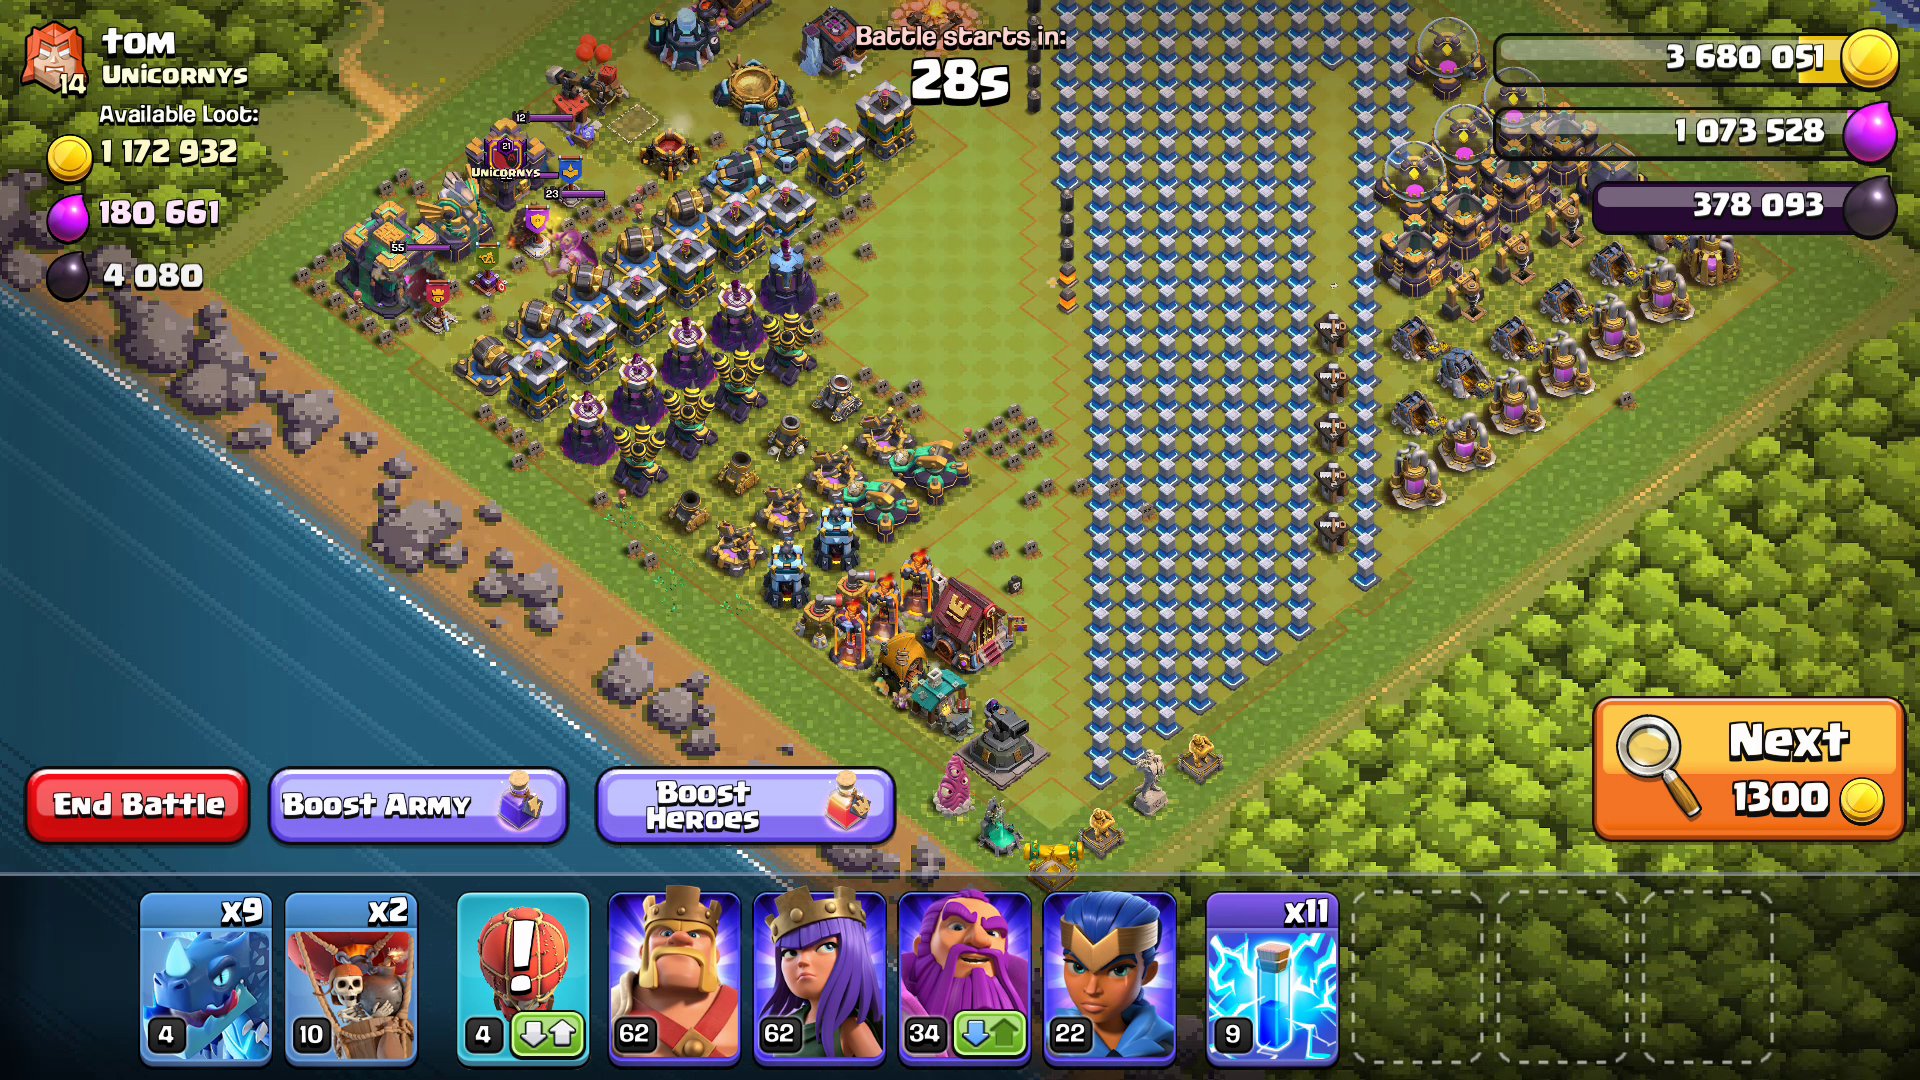 14
TOM
UNICORNYS
Available Loot:
1 172 932
180 661
4 080
Battle starts in:
28s
3 680 051
1 073 528
378 093
12
21
UNICORNYS
23
55
End Battle
Boost Army
Boost
Heroes
Next
1300
x9
4
x2
10
4
62
62
34
22
x11
9